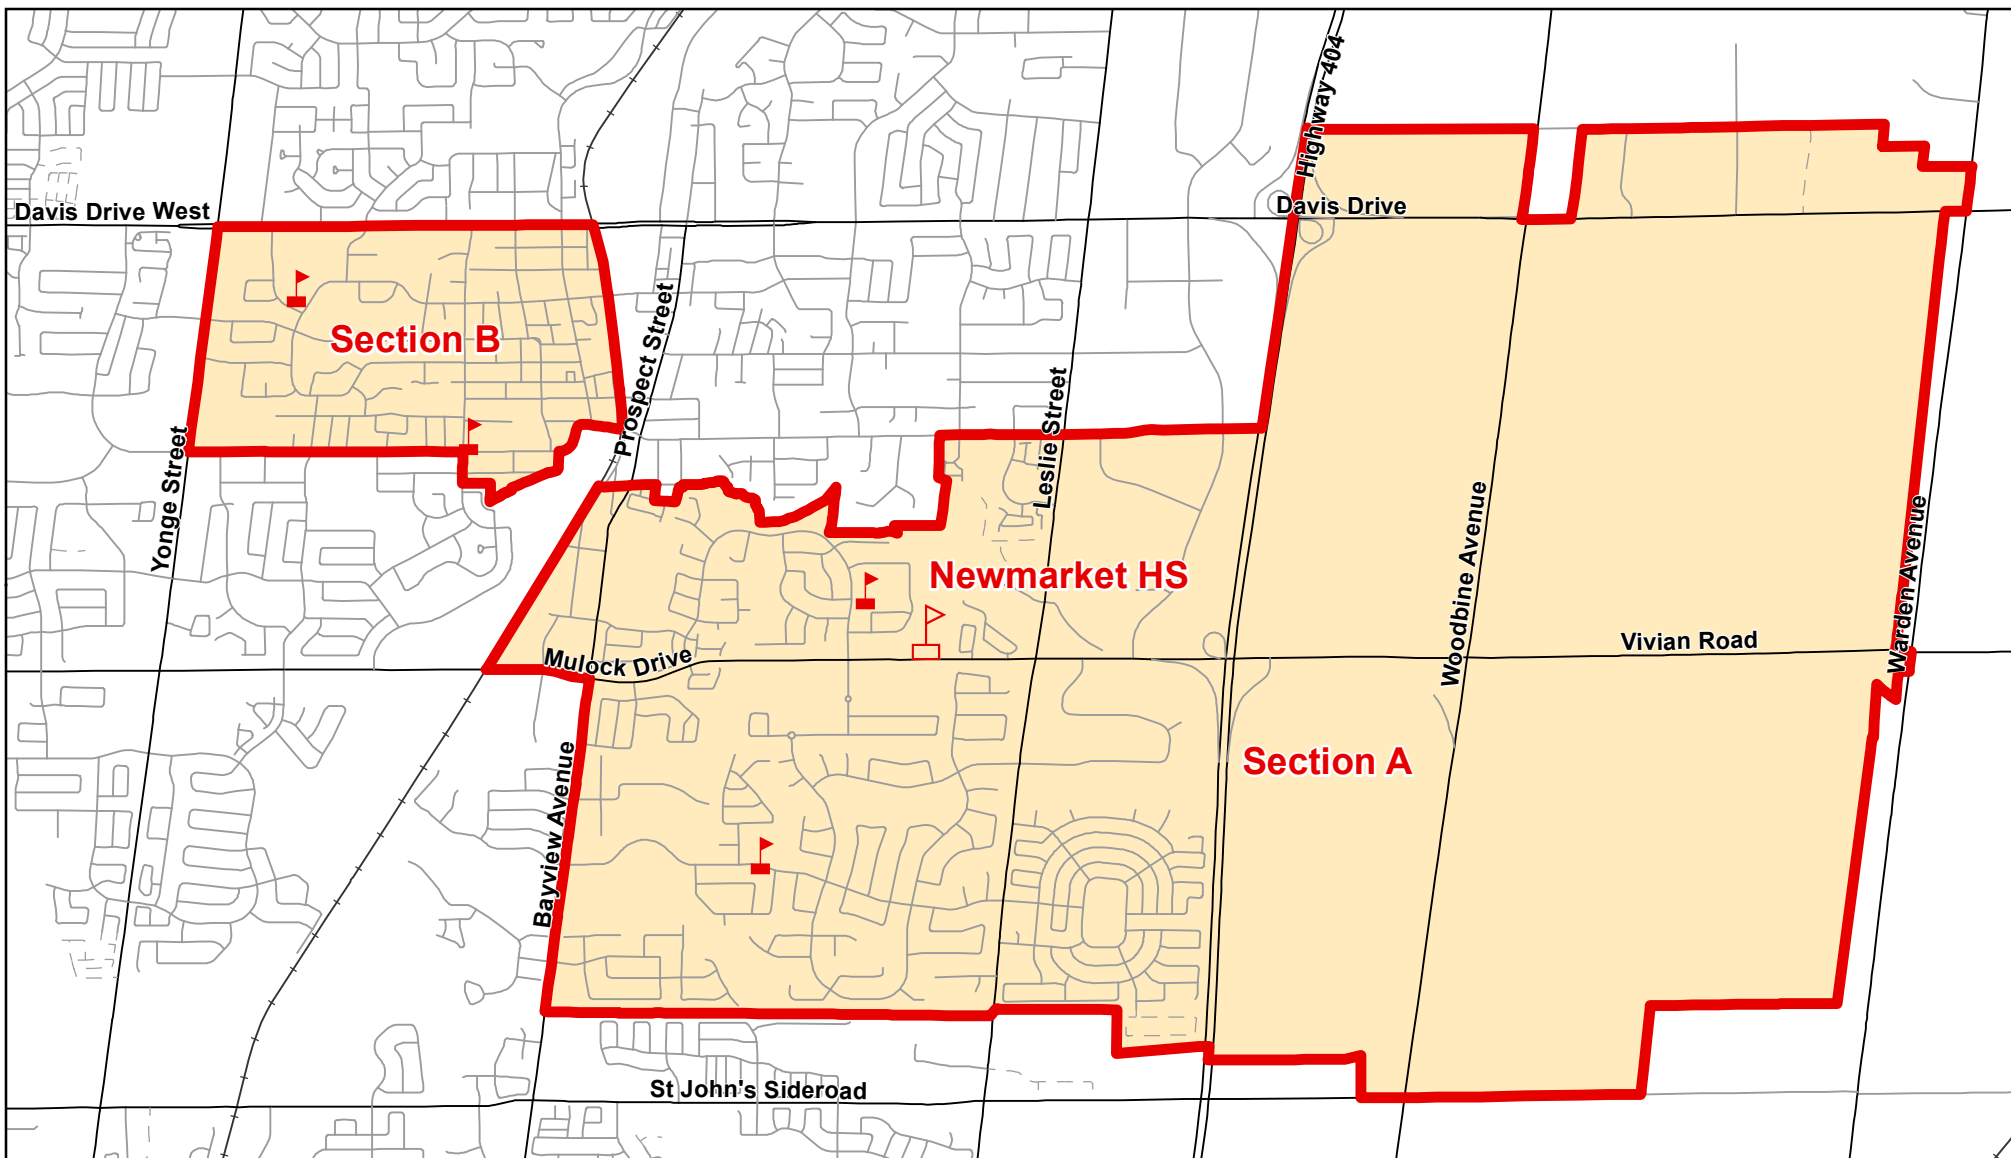 Highway 404
Davis Drive West
Davis Drive
Section B
Prospect Street
Leslie Street
Yonge Street
Woodbine Avenue
Warden Avenue
Newmarket HS
Mulock Drive
Vivian Road
Section A
Bayview Avenue
St John's Sideroad